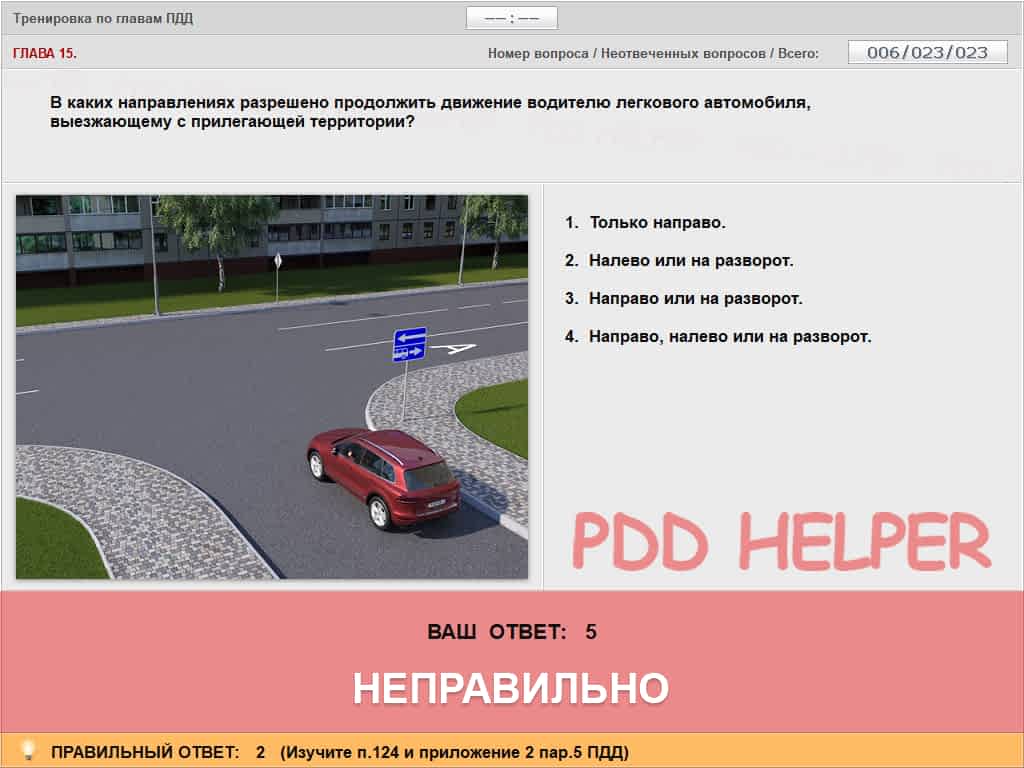 Тренировка по главам ПДД
—— : ——
ГЛАВА 15.
Номер вопроса / Неотвеченных вопросов / Всего: 006/023/023
В каких направлениях разрешено продолжить движение водителю легкового автомобиля,
выезжающему с прилегающей территории?
1. Только направо.
2. Налево или на разворот.
3. Направо или на разворот.
4. Направо, налево или на разворот.
А
PDD HELPER
ВАШ ОТВЕТ: 5
НЕПРАВИЛЬНО
ПРАВИЛЬНЫЙ ОТВЕТ: 2 (Изучите п.124 и приложение 2 пар.5 ПДД)